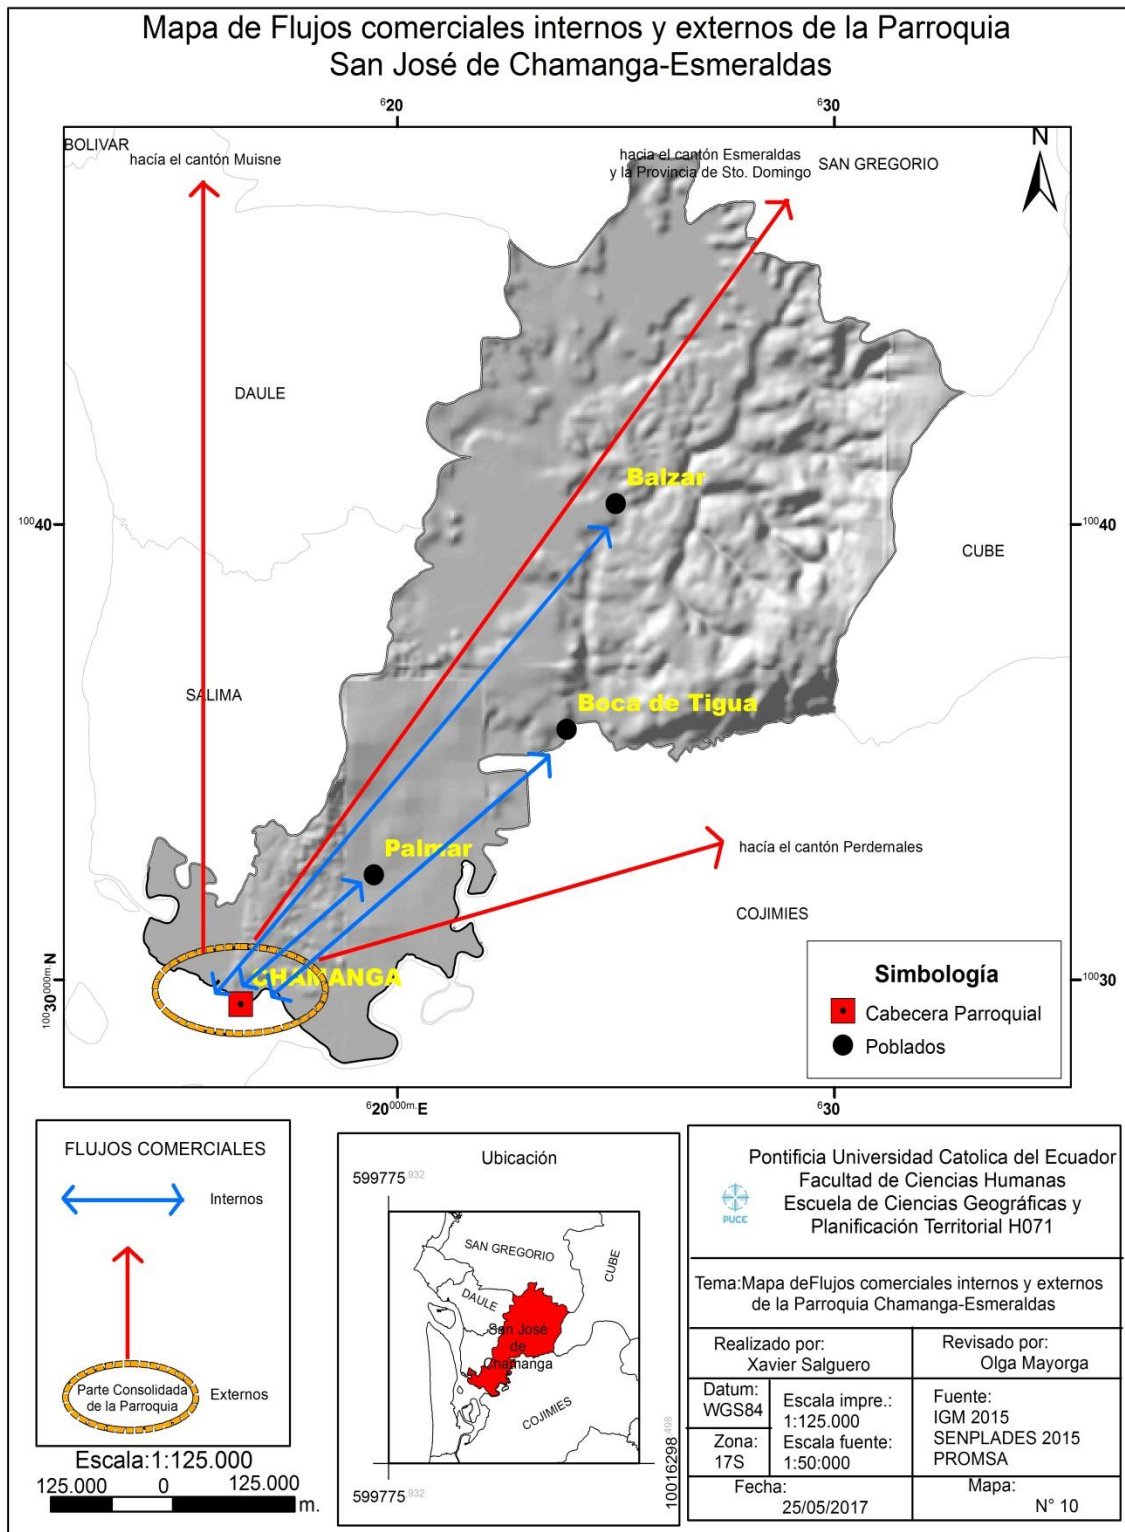 Mapa de Flujos comerciales internos y externos de la Parroquia
San José de Chamanga-Esmeraldas
620
630
BOLIVAR
hacía el cantón Muisne
hacia el cantón Esmeraldas
y la Provincia de Sto. Domingo
SAN GREGORIO
N
DAULE
Balzar
10040
10040
CUBE
SALIMA
Boca de Tigua
Palmar
hacía el cantón Perdernales
COJIMIES
CHAMANGA
10030000m.N
10030
Simbología
Cabecera Parroquial
Poblados
620000m.E
630
FLUJOS COMERCIALES
Internos
Parte Consolidada
de la Parroquia
Externos
Escala:1:125.000
125.000 0 125.000
m.
Ubicación
599775,932
SAN GREGORIO
CUBE
DAULE
San José
de
Chamanga
COJIMIES
599775,932
10016298,498
Pontificia Universidad Catolica del Ecuador
Facultad de Ciencias Humanas
Escuela de Ciencias Geográficas y
Planificación Territorial H071
PUCE
Tema:Mapa deFlujos comerciales internos y externos
de la Parroquia Chamanga-Esmeraldas
Realizado por:
Xavier Salguero
Revisado por:
Olga Mayorga
Datum:
WGS84
Escala impre.:
1:125.000
Fuente:
IGM 2015
SENPLADES 2015
PROMSA
Zona:
17S
Escala fuente:
1:50:000
Fecha:
25/05/2017
Mapa:
N° 10